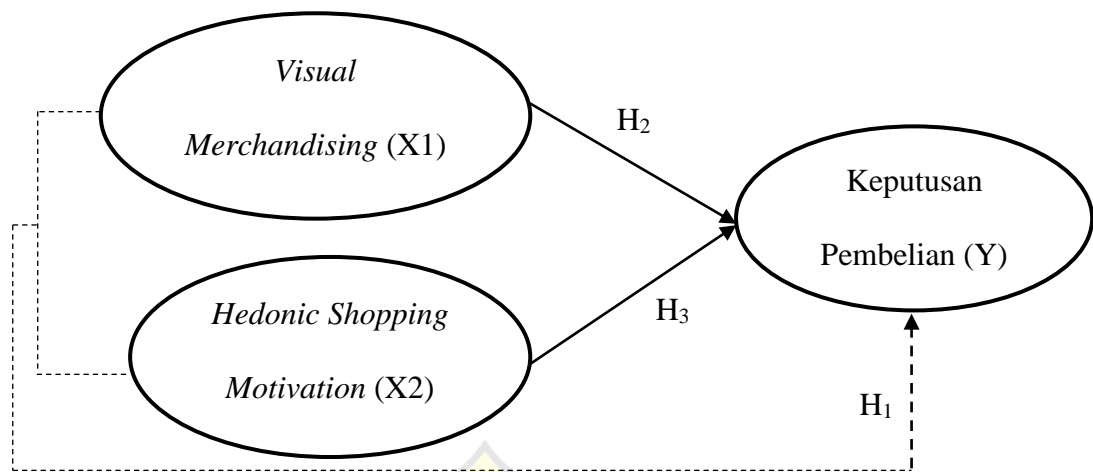 Visual
Merchandising (X1)
H₂
Keputusan
Pembelian (Y)
Hedonic Shopping
Motivation (X2)
H₃
H₁